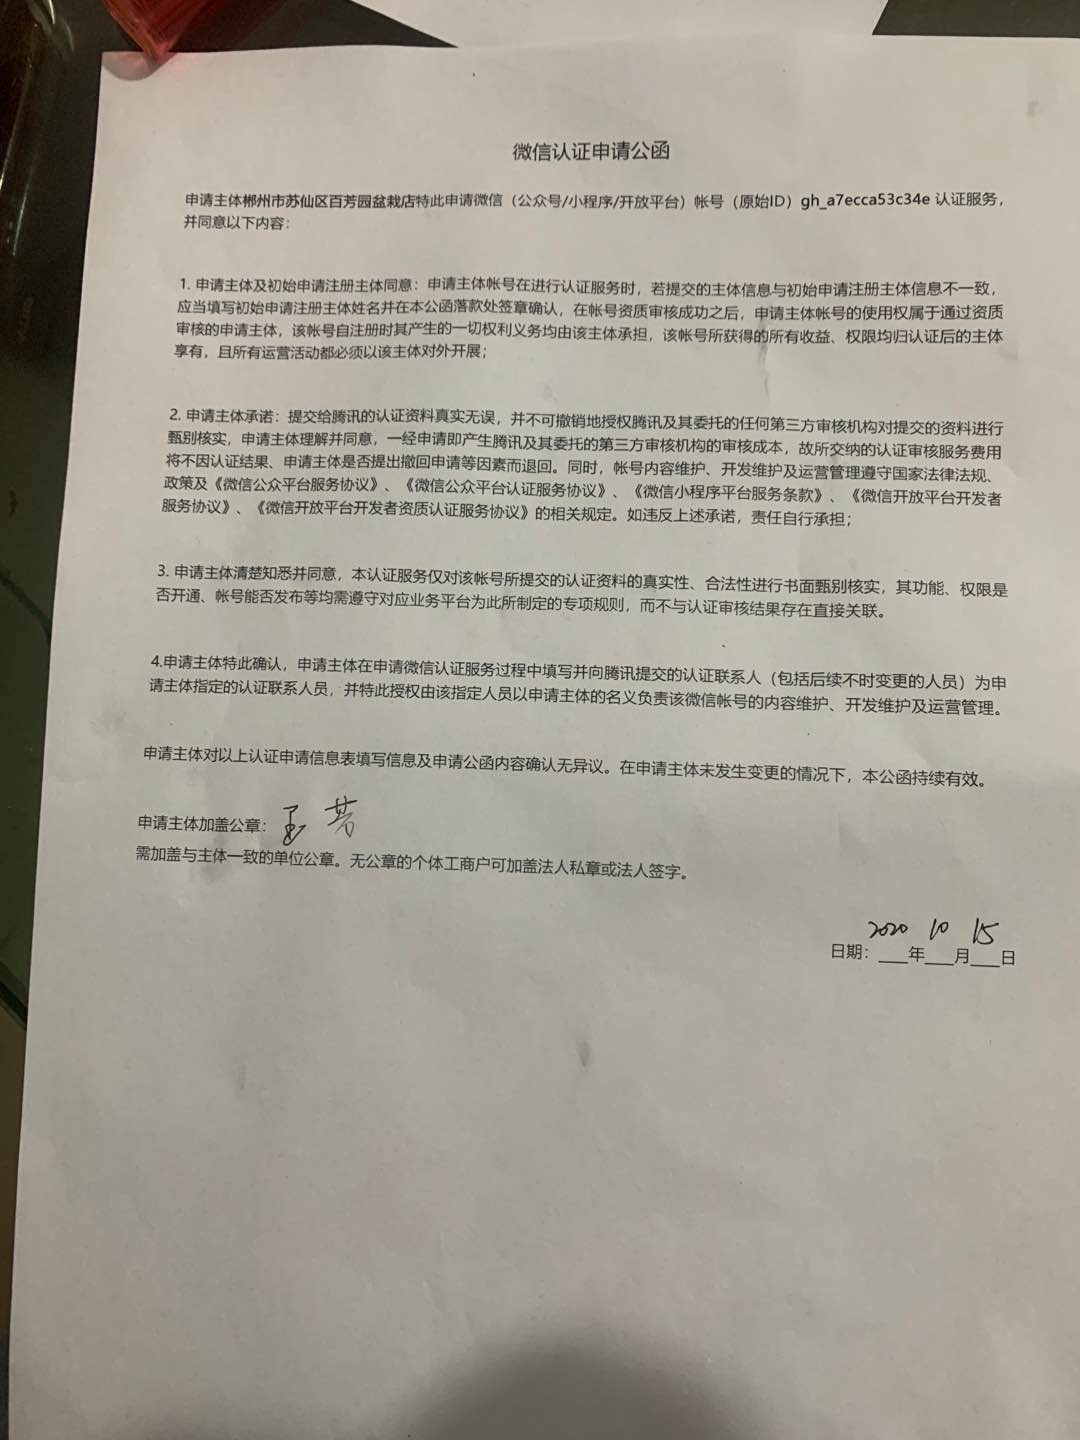 微信认证申请公函
申请主体郴州市苏仙区百芳园盆栽店特此申请微信（公众号/小程序/开放平台）帐号（原始ID）gh_a7ecca53c34e 认证服务，
并同意以下内容：
1. 申请主体及初始申请注册主体同意：申请主体帐号在进行认证服务时，若提交的主体信息与初始申请注册主体信息不一致，
应当填写初始申请注册主体姓名并在本公函落款处签章确认，在帐号资质审核成功之后，申请主体帐号的使用权属于通过资质
审核的申请主体，该帐号自注册时其产生的一切权利义务均由该主体承担，该帐号所获得的所有收益、权限均归认证后的主体
享有，且所有运营活动都必须以该主体对外开展；
2. 申请主体承诺：提交给腾讯的认证资料真实无误，并不可撤销地授权腾讯及其委托的任何第三方审核机构对提交的资料进行
甄别核实，申请主体理解并同意，一经申请即产生腾讯及其委托的第三方审核机构的审核成本，故所交纳的认证审核服务费用
将不因认证结果、申请主体是否提出撤回申请等因素而退回。同时，帐号内容维护、开发维护及运营管理遵守国家法律法规、
政策及《微信公众平台服务协议》、《微信公众平台认证服务协议》、《微信小程序平台服务条款》、《微信开放平台开发者
服务协议》、《微信开放平台开发者资质认证服务协议》的相关规定。如违反上述承诺，责任自行承担；
3. 申请主体清楚知悉并同意，本认证服务仅对该帐号所提交的认证资料的真实性、合法性进行书面甄别核实，其功能、权限是
否开通、帐号能否发布等均需遵守对应业务平台为此所制定的专项规则，而不与认证审核结果存在直接关联。
4.申请主体特此确认，申请主体在申请微信认证服务过程中填写并向腾讯提交的认证联系人（包括后续不时变更的人员）为申
请主体指定的认证联系人员，并特此授权由该指定人员以申请主体的名义负责该微信帐号的内容维护、开发维护及运营管理。
申请主体对以上认证申请信息表填写信息及申请公函内容确认无异议。在申请主体未发生变更的情况下，本公函持续有效。
申请主体加盖公章：
需加盖与主体一致的单位公章。无公章的个体工商户可加盖法人私章或法人签字。
日期：2020年10月15日